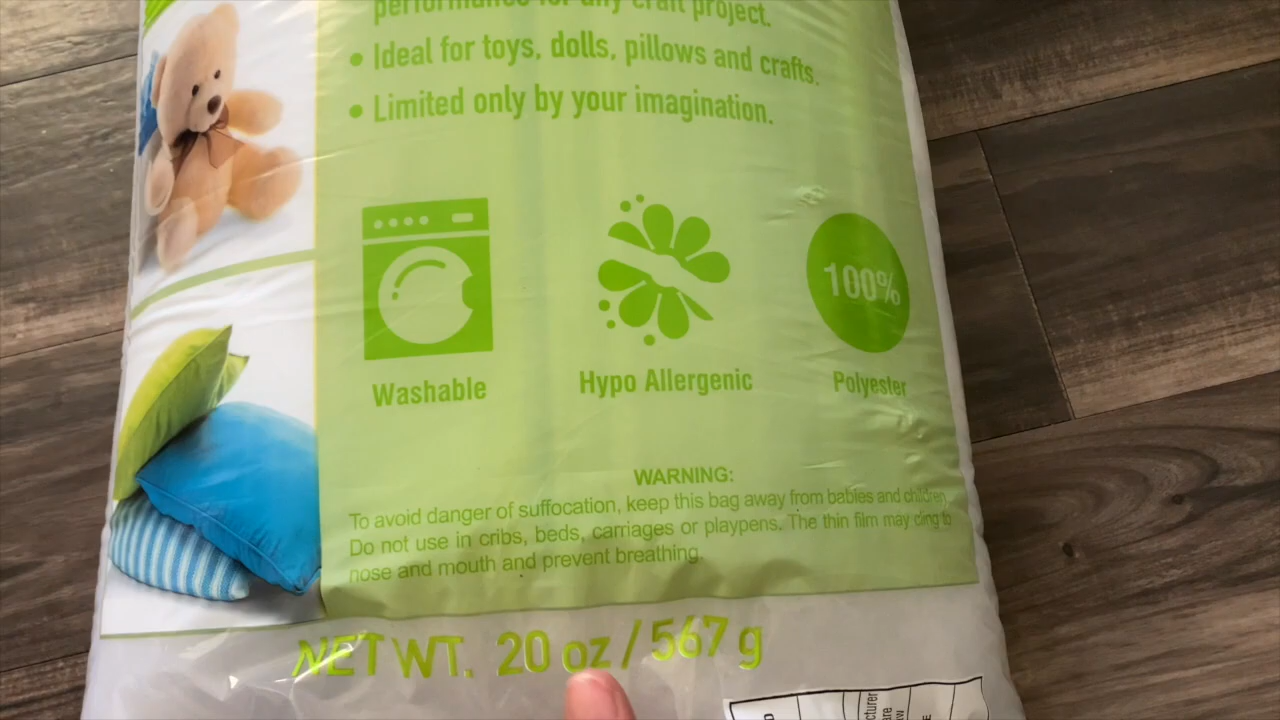 performance for any craft project.
• Ideal for toys, dolls, pillows and crafts.
• Limited only by your imagination.
100%
Washable
Hypo Allergenic
Polyester
WARNING:
To avoid danger of suffocation, keep this bag away from babies and children.
Do not use in cribs, beds, carriages or playpens. The thin film may cling to
nose and mouth and prevent breathing.
NET WT. 20 oz / 567 g